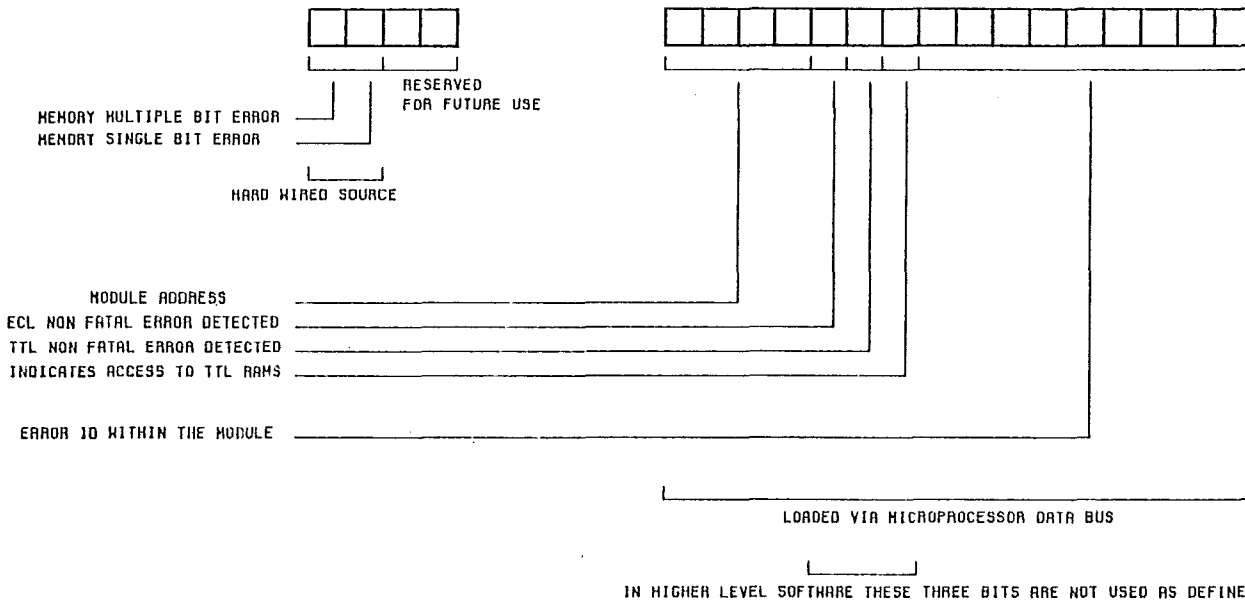 RESERVED
FOR FUTURE USE
MEMORY MULTIPLE BIT ERROR
MEMORY SINGLE BIT ERROR
HARD WIRED SOURCE
MODULE ADDRESS
ECL NON FATAL ERROR DETECTED
TTL NON FATAL ERROR DETECTED
INDICATES ACCESS TO TTL RAMS
ERROR ID WITHIN THE MODULE
LOADED VIA MICROPROCESSOR DATA BUS
IN HIGHER LEVEL SOFTWARE THESE THREE BITS ARE NOT USED AS DEFINE